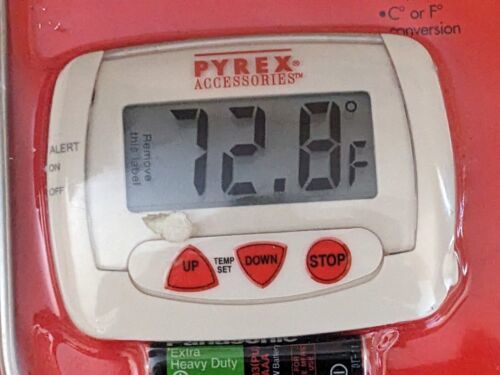 •C° or F°
conversion
PYREX®
ACCESSORIES™
Remove
this label
72.8°F
ALERT
ON
OFF
UP
TEMP
SET
DOWN
STOP
Panasonic
Extra
Heavy Duty